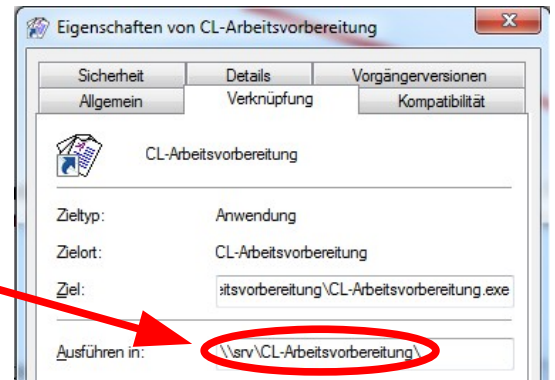 Eigenschaften von CL-Arbeitsvorbereitung
Sicherheit Details Vorgängerversionen
Allgemein Verknüpfung Kompatibilität
CL-Arbeitsvorbereitung
Zieltyp: Anwendung
Zielort: CL-Arbeitsvorbereitung
Ziel: eitsvorbereitung\CL-Arbeitsvorbereitung.exe
Ausführen in: \\srv\CL-Arbeitsvorbereitung\